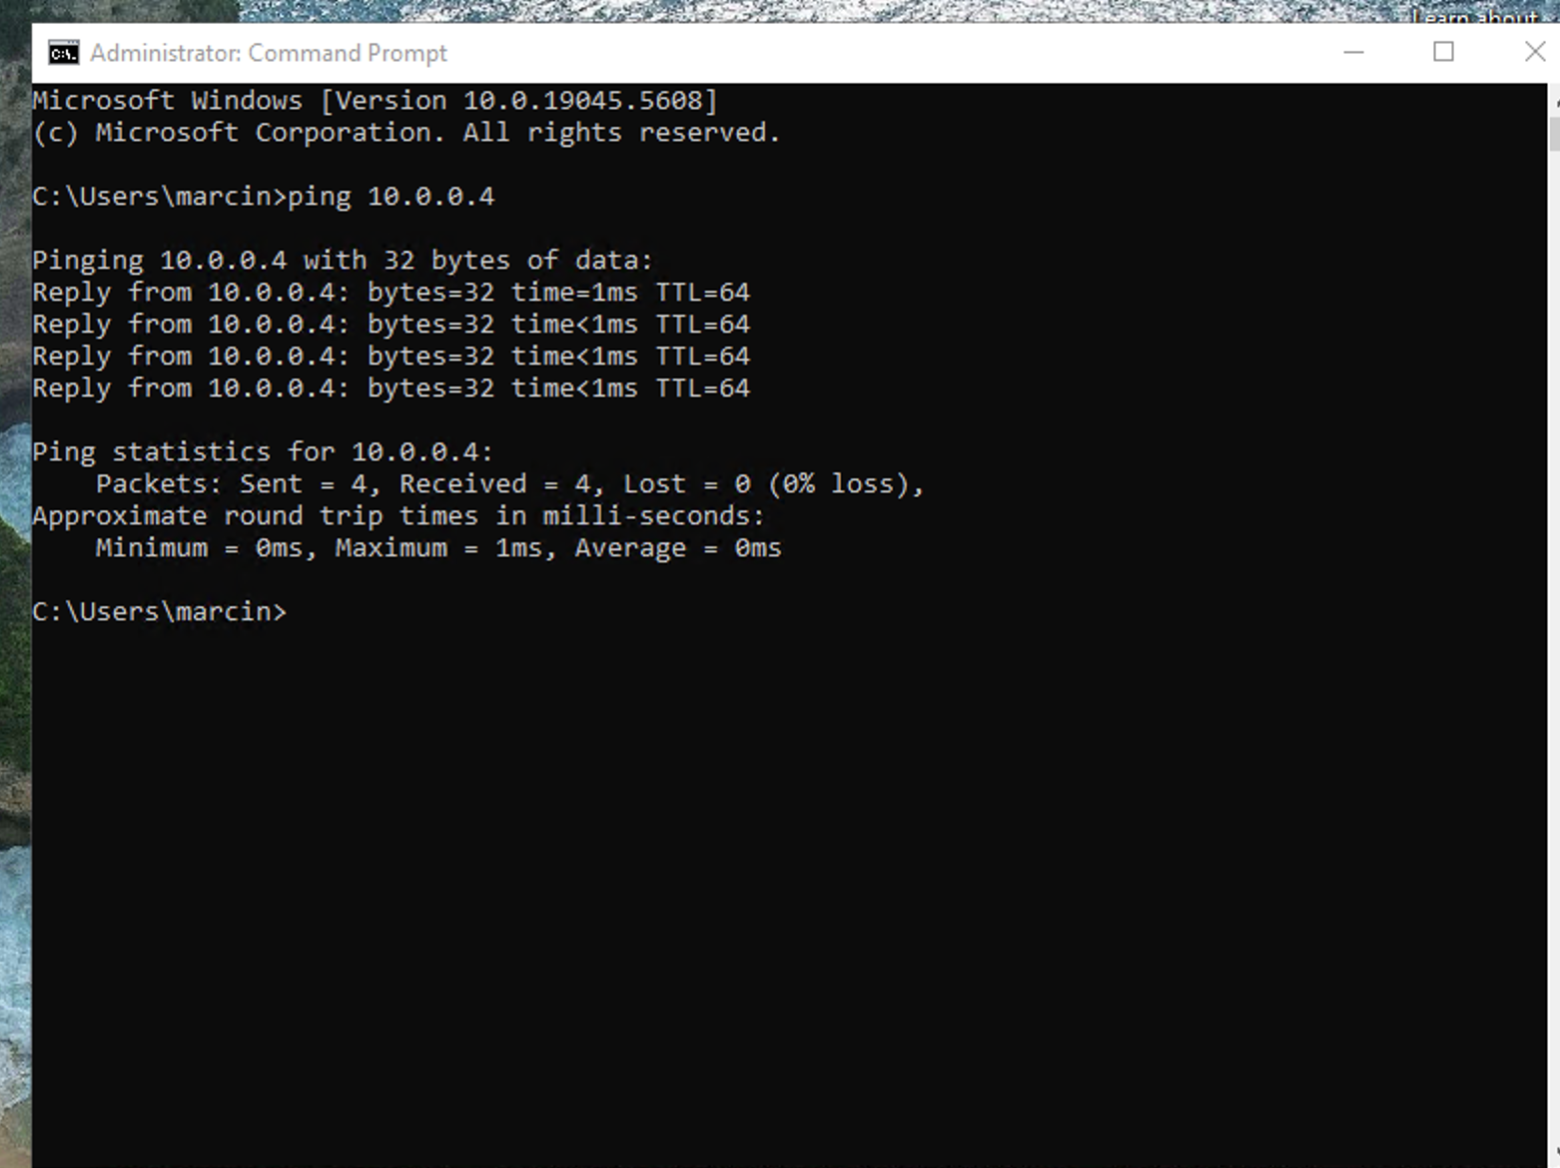 Learn about
Administrator: Command Prompt
Microsoft Windows [Version 10.0.19045.5608]
(c) Microsoft Corporation. All rights reserved.
C:\Users\marcin>ping 10.0.0.4
Pinging 10.0.0.4 with 32 bytes of data:
Reply from 10.0.0.4: bytes=32 time=1ms TTL=64
Reply from 10.0.0.4: bytes=32 time<1ms TTL=64
Reply from 10.0.0.4: bytes=32 time<1ms TTL=64
Reply from 10.0.0.4: bytes=32 time<1ms TTL=64
Ping statistics for 10.0.0.4:
    Packets: Sent = 4, Received = 4, Lost = 0 (0% loss),
Approximate round trip times in milli-seconds:
    Minimum = 0ms, Maximum = 1ms, Average = 0ms
C:\Users\marcin>